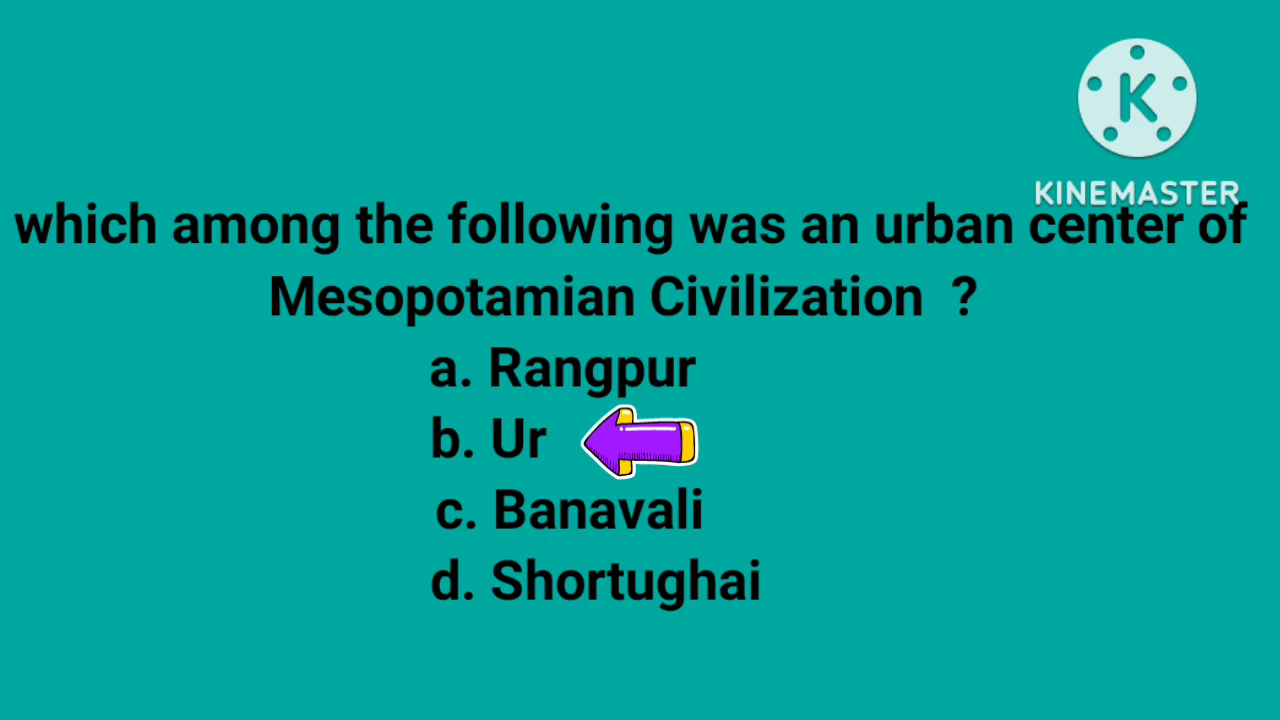 K
KINEMASTER
which among the following was an urban center of
Mesopotamian Civilization ?
a. Rangpur
b. Ur
c. Banavali
d. Shortughai